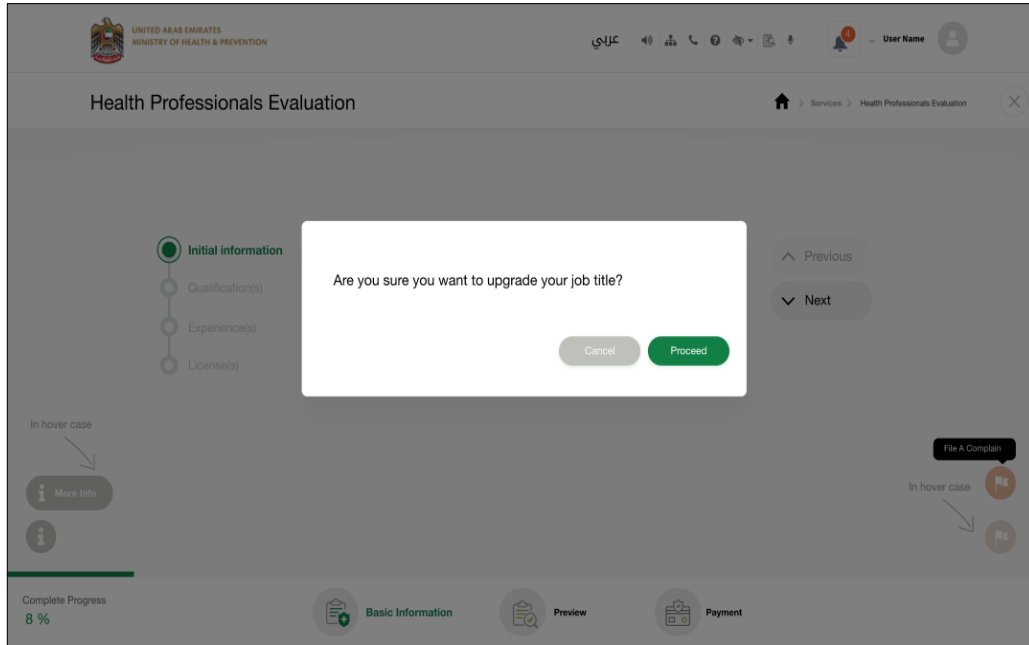 UNITED ARAB EMIRATES
MINISTRY OF HEALTH & PREVENTION
عربي
4
User Name
Health Professionals Evaluation
> Services > Health Professionals Evaluation
Initial information
Qualification(s)
Experience(s)
License(s)
Are you sure you want to upgrade your job title?
Cancel
Proceed
Previous
Next
In hover case
More Info
File A Complain
In hover case
Complete Progress
8 %
Basic Information
Preview
Payment